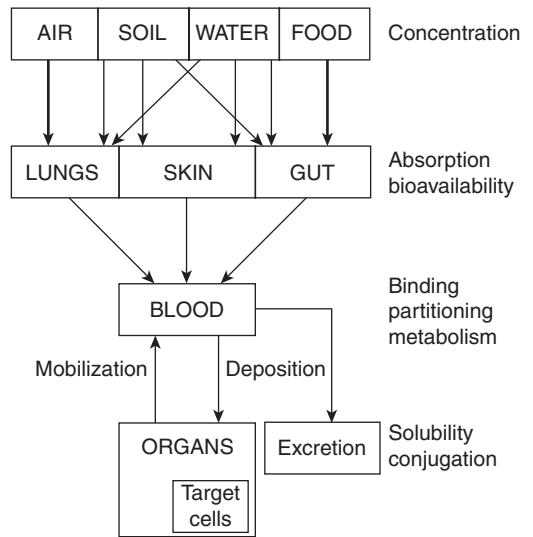 AIR SOIL WATER FOOD Concentration
LUNGS SKIN GUT Absorption
bioavailability
BLOOD Binding
partitioning
metabolism
Mobilization Deposition
ORGANS Excretion Solubility
conjugation
Target
cells